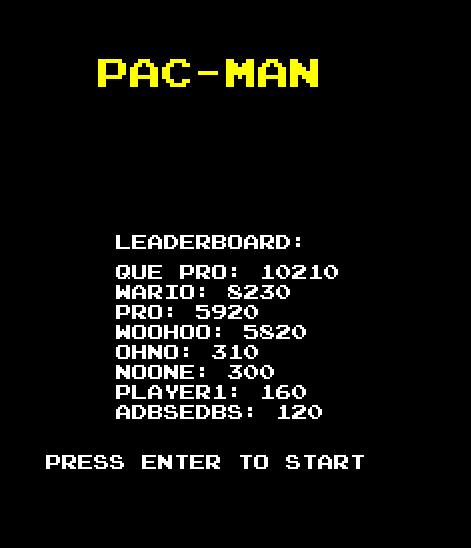 PAC-MAN
LEADERBOARD:
QUE PRO: 10210
WARIO: 8230
PRO: 5920
WOOHOO: 5820
OHNO: 310
NOONE: 300
PLAYER1: 160
ADBSEDBS: 120
PRESS ENTER TO START